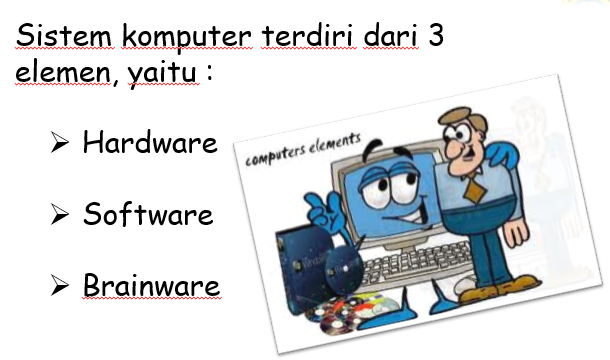 Sistem komputer terdiri dari 3
elemen, yaitu :
➢ Hardware
computers elements
➢ Software
➢ Brainware